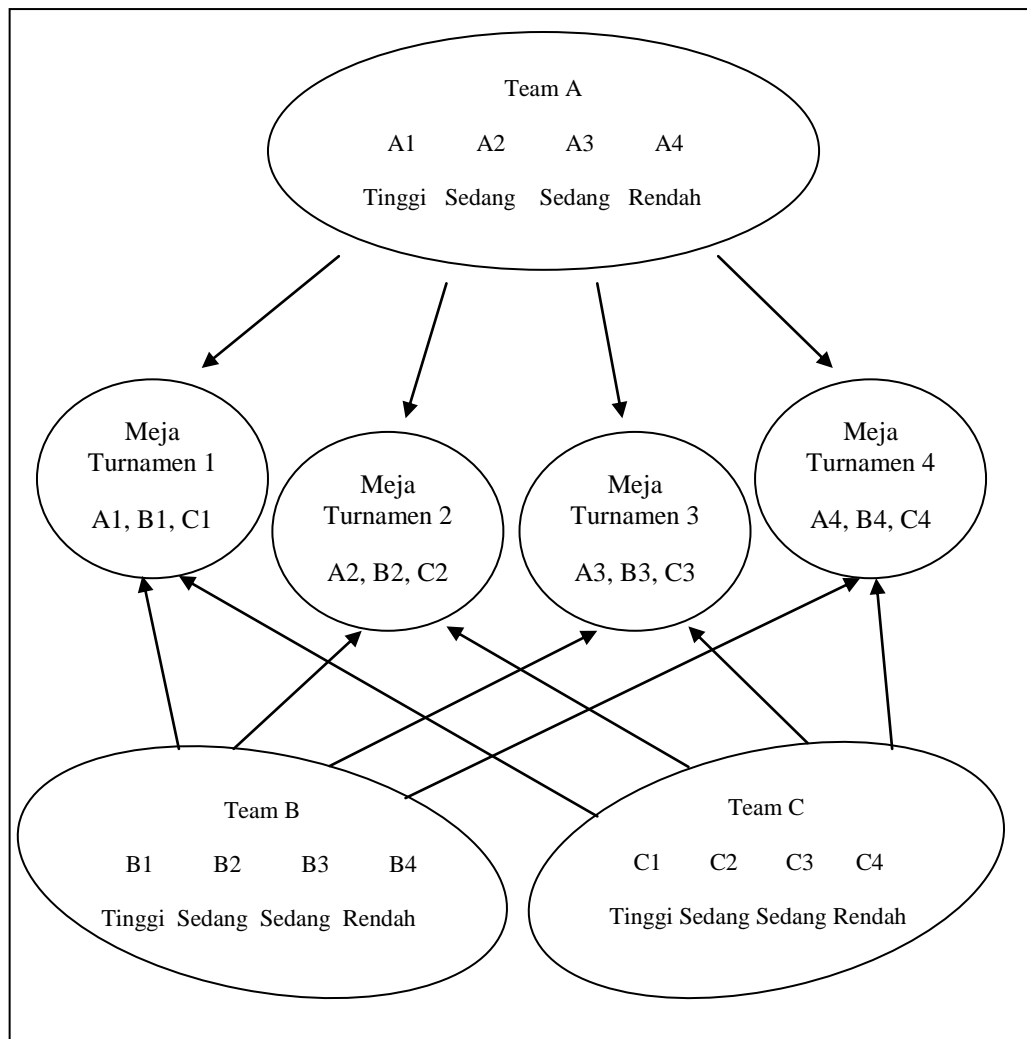 Team A
A1 A2 A3 A4
Tinggi Sedang Sedang Rendah
Meja
Turnamen 1
A1, B1, C1
Meja
Turnamen 2
A2, B2, C2
Meja
Turnamen 3
A3, B3, C3
Meja
Turnamen 4
A4, B4, C4
Team B
B1 B2 B3 B4
Tinggi Sedang Sedang Rendah
Team C
C1 C2 C3 C4
Tinggi Sedang Sedang Rendah